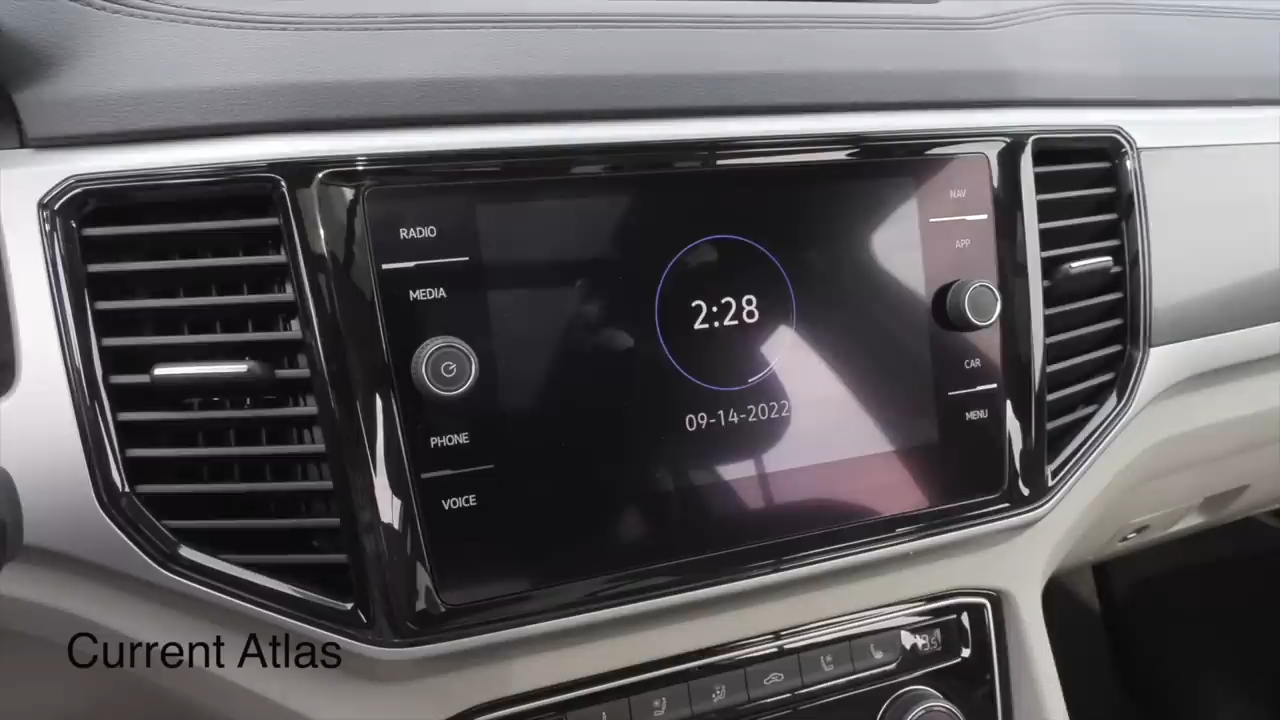 RADIO
MEDIA
PHONE
VOICE
2:28
09-14-2022
NAV
APP
CAR
MENU
Current Atlas